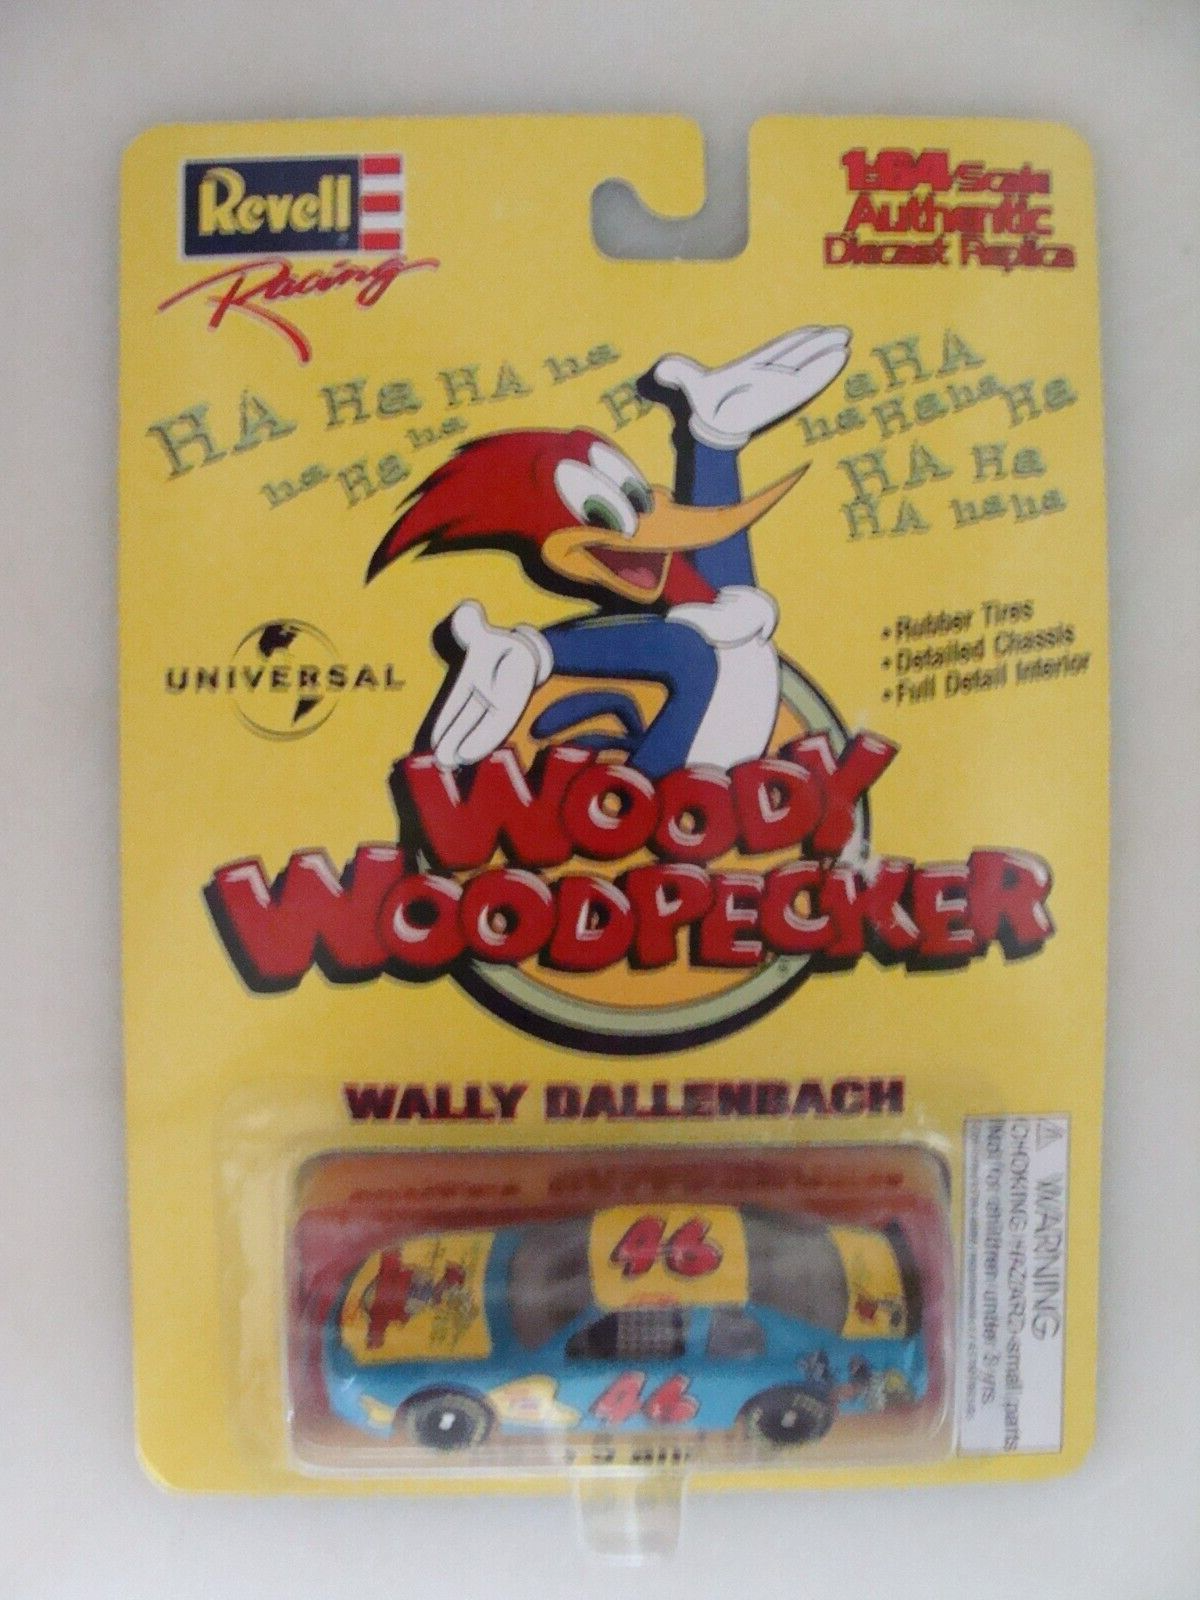 Revell
Racing
1:64 Scale
Authentic
Diecast Replica
HA Ha HA ha
ha Ha ha
HA
ha Ha ha Ha
HA Ha
HA ha ha
UNIVERSAL
• Rubber Tires
• Detailed Chassis
• Full Detail Interior
WOODY
WOODPECKER
WALLY DALLENBACH
46
46
WARNING
CHOKING HAZARD-small parts
Not for children under 3 yrs.